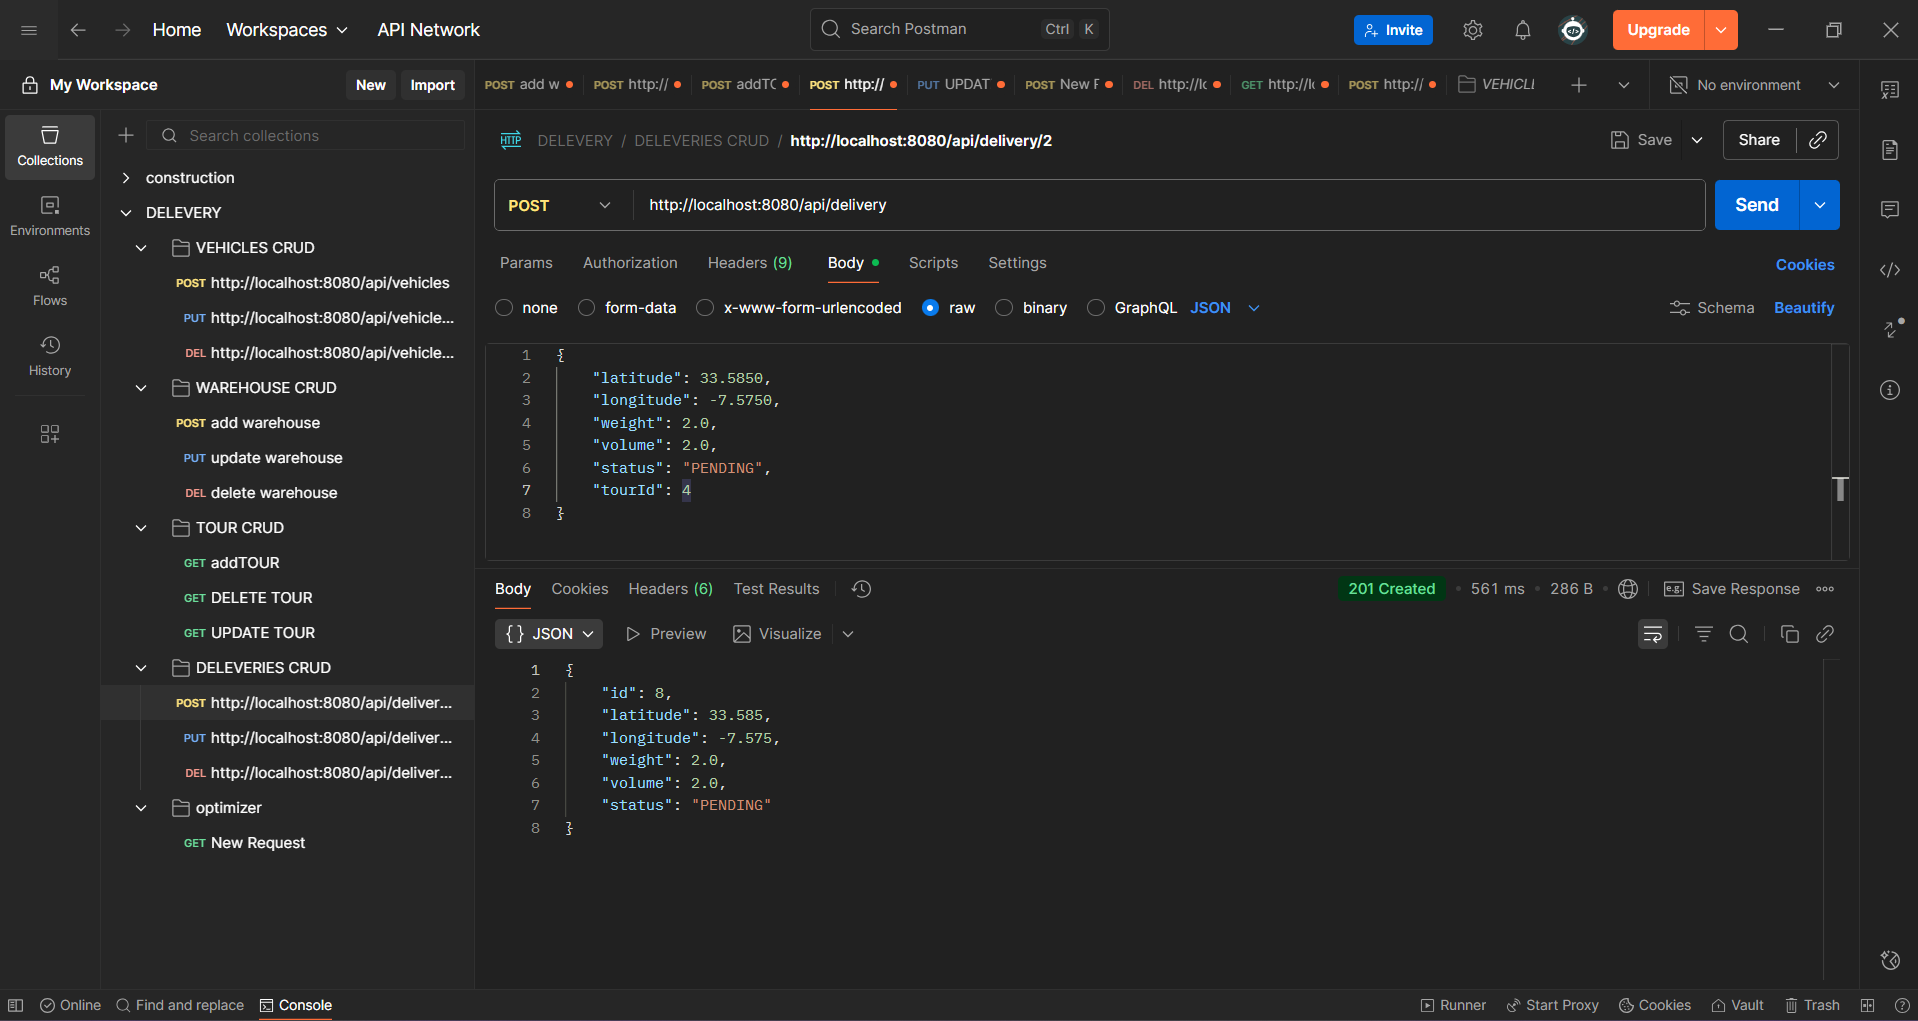 Home Workspaces API Network Search Postman Ctrl K Invite Upgrade
My Workspace New Import
POST add w POST http:// POST addTC POST http:// PUT UPDAT POST New F DEL http://lc GET http://lc POST http:// VEHICLE No environment
Collections
Environments
Flows
History
Search collections
construction
DELEVERY
VEHICLES CRUD
POST http://localhost:8080/api/vehicles
PUT http://localhost:8080/api/vehicle...
DEL http://localhost:8080/api/vehicle...
WAREHOUSE CRUD
POST add warehouse
PUT update warehouse
DEL delete warehouse
TOUR CRUD
GET addTOUR
GET DELETE TOUR
GET UPDATE TOUR
DELEVERIES CRUD
POST http://localhost:8080/api/deliver...
PUT http://localhost:8080/api/deliver...
DEL http://localhost:8080/api/deliver...
optimizer
GET New Request
HTTP DELEVERY / DELEVERIES CRUD / http://localhost:8080/api/delivery/2 Save Share
POST http://localhost:8080/api/delivery Send
Params Authorization Headers (9) Body Scripts Settings Cookies
none form-data x-www-form-urlencoded raw binary GraphQL JSON Schema Beautify
1 {
2 "latitude": 33.5850,
3 "longitude": -7.5750,
4 "weight": 2.0,
5 "volume": 2.0,
6 "status": "PENDING",
7 "tourId": 4
8 }
Body Cookies Headers (6) Test Results 201 Created • 561 ms • 286 B • e.g. Save Response
{} JSON Preview Visualize
1 {
2 "id": 8,
3 "latitude": 33.585,
4 "longitude": -7.575,
5 "weight": 2.0,
6 "volume": 2.0,
7 "status": "PENDING"
8 }
Online Find and replace Console Runner Start Proxy Cookies Vault Trash